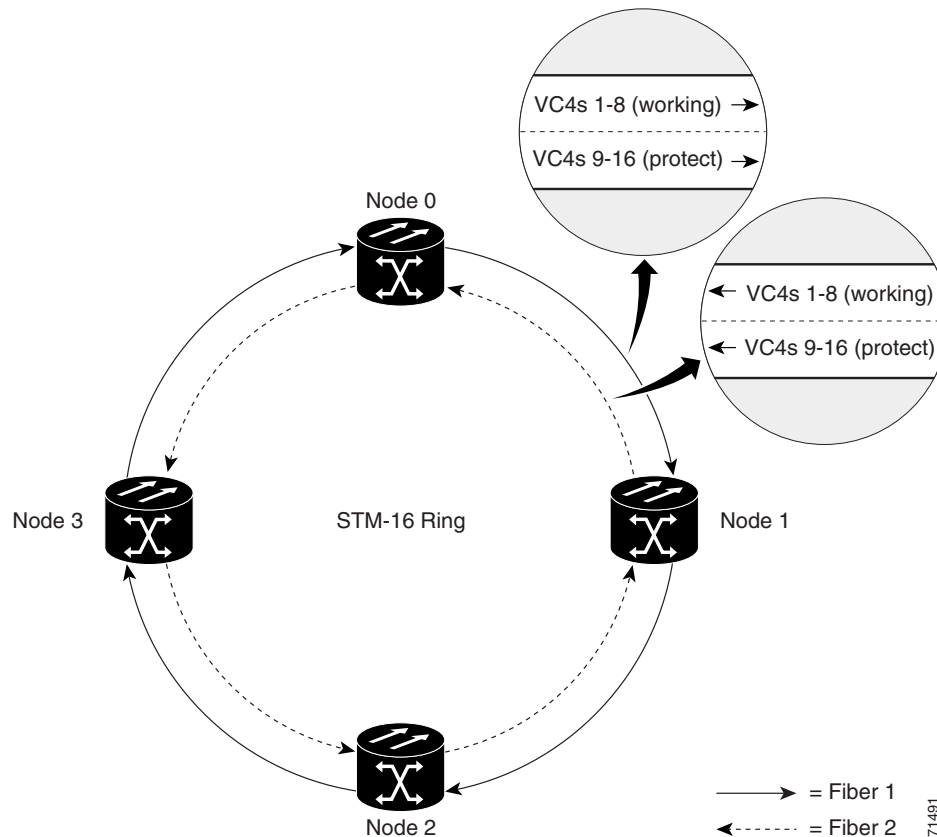 VC4s 1-8 (working)
VC4s 9-16 (protect)
Node 0
VC4s 1-8 (working)
VC4s 9-16 (protect)
Node 3
STM-16 Ring
Node 1
Node 2
= Fiber 1
= Fiber 2
71491